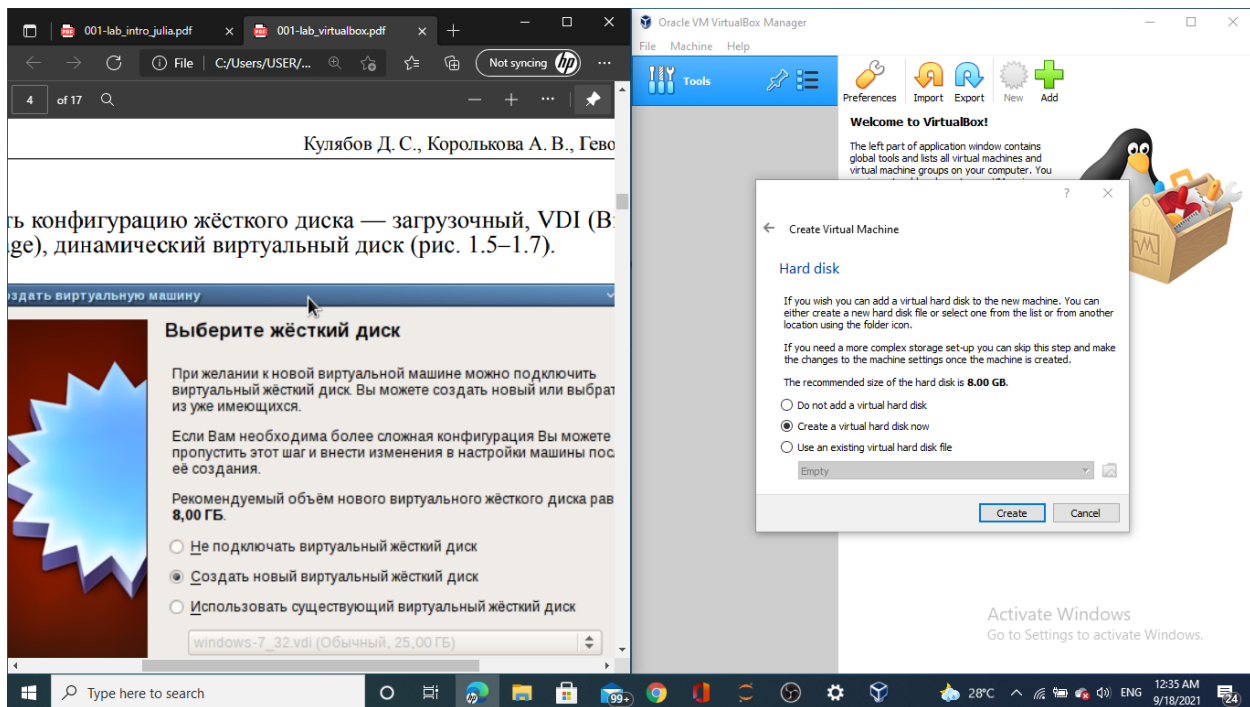 001-lab_intro_julia.pdf
001-lab_virtualbox.pdf
File
C:/Users/USER/...
Not syncing
4
of 17
Кулябов Д. С., Королькова А. В., Гево
ть конфигурацию жёсткого диска — загрузочный, VDI (B
ge), динамический виртуальный диск (рис. 1.5–1.7).
оздать виртуальную машину
Выберите жёсткий диск
При желании к новой виртуальной машине можно подключить
виртуальный жёсткий диск. Вы можете создать новый или выбрат
из уже имеющихся.
Если Вам необходима более сложная конфигурация Вы можете
пропустить этот шаг и внести изменения в настройки машины пос
её создания.
Рекомендуемый объём нового виртуального жёсткого диска рав
8,00 ГБ.
Не подключать виртуальный жёсткий диск
Создать новый виртуальный жёсткий диск
Использовать существующий виртуальный жёсткий диск
windows-7_32.vdi (Обычный, 25,00 ГБ)
Oracle VM VirtualBox Manager
File Machine Help
Tools
Preferences Import Export New Add
Welcome to VirtualBox!
The left part of application window contains
global tools and lists all virtual machines and
virtual machine groups on your computer. You
Create Virtual Machine
Hard disk
If you wish you can add a virtual hard disk to the new machine. You can
either create a new hard disk file or select one from the list or from another
location using the folder icon.
If you need a more complex storage set-up you can skip this step and make
the changes to the machine settings once the machine is created.
The recommended size of the hard disk is 8.00 GB.
Do not add a virtual hard disk
Create a virtual hard disk now
Use an existing virtual hard disk file
Empty
Create Cancel
Activate Windows
Go to Settings to activate Windows.
Type here to search
99+
28°C
ENG
12:35 AM
9/18/2021
24